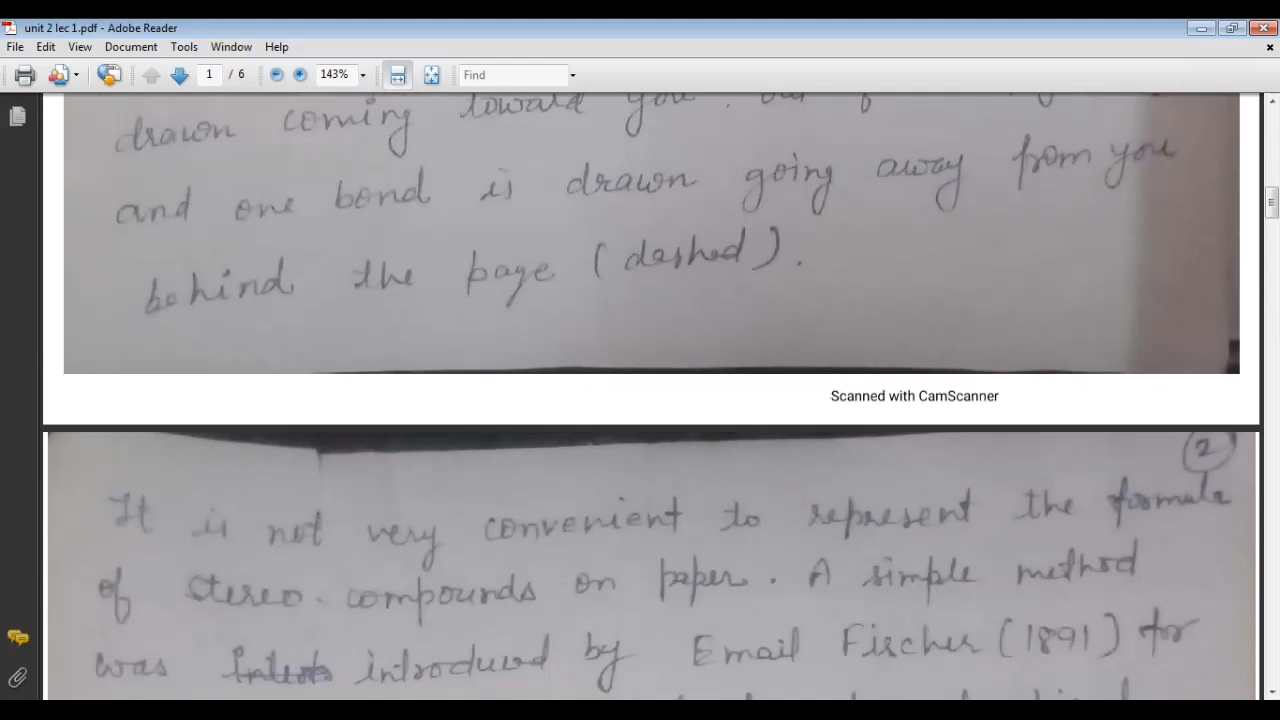 unit 2 lec 1.pdf - Adobe Reader
File Edit View Document Tools Window Help
1 / 6 143% Find
drawn coming toward you
and one bond is drawn going away from you
behind the page (dashed).
Scanned with CamScanner
2
It is not very convenient to represent the formula
of stereo-compounds on paper. A simple method
was introduced by Email Fischer (1891) for